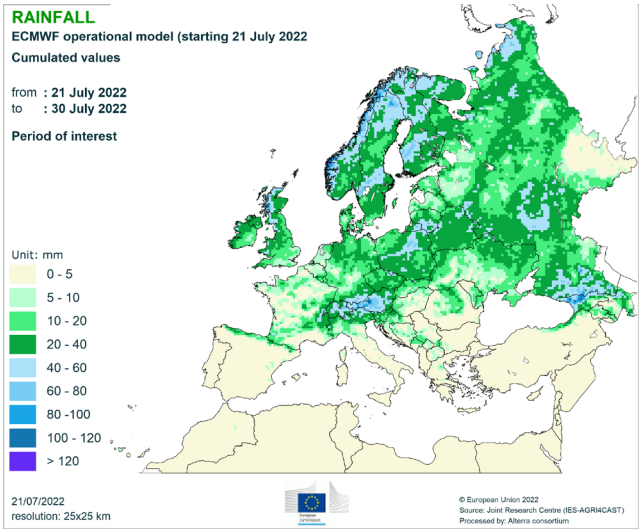 RAINFALL
ECMWF operational model (starting 21 July 2022
Cumulated values
from : 21 July 2022
to : 30 July 2022
Period of interest
Unit: mm
0 - 5
5 - 10
10 - 20
20 - 40
40 - 60
60 - 80
80 -100
100 - 120
> 120
21/07/2022
resolution: 25x25 km
European
Commission
© European Union 2022
Source: Joint Research Centre (IES-AGRI4CAST)
Processed by: Alterra consortium